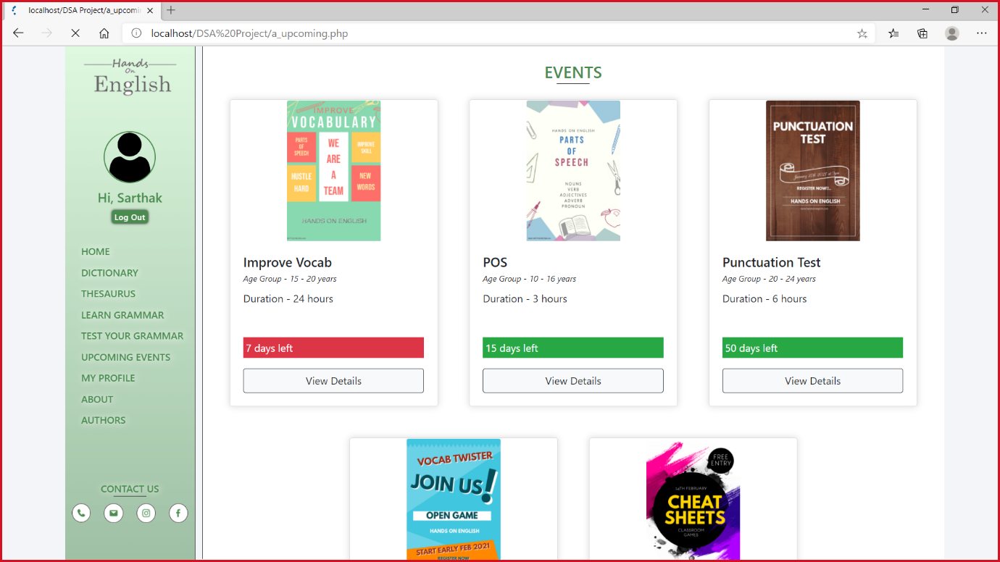 localhost/DSA Project/a_upcomi
localhost/DSA%20Project/a_upcoming.php
Hands
On
English
Hi, Sarthak
Log Out
HOME
DICTIONARY
THESAURUS
LEARN GRAMMAR
TEST YOUR GRAMMAR
UPCOMING EVENTS
MY PROFILE
ABOUT
AUTHORS
CONTACT US
EVENTS
IMPROVE
VOCABULARY
PARTS
OF
SPEECH
WE
ARE
A
TEAM
IMPROVE
SKILL
HUSTLE
HARD
NEW
WORDS
HANDS ON ENGLISH
Improve Vocab
Age Group - 15 - 20 years
Duration - 24 hours
7 days left
View Details
HANDS ON ENGLISH
PARTS
OF
SPEECH
NOUNS
VERB
ADJECTIVES
ADVERB
PRONOUN
POS
Age Group - 10 - 16 years
Duration - 3 hours
15 days left
View Details
PUNCTUATION
TEST
REGISTER NOW!!..
HANDS ON ENGLISH
Punctuation Test
Age Group - 20 - 24 years
Duration - 6 hours
50 days left
View Details
VOCAB TWISTER
JOIN US!
OPEN GAME
HANDS ON ENGLISH
START EARLY FEB 2021
REGISTER NOW
FREE
ENTRY
14TH FEBRUARY
CHEAT
SHEETS
CLASSROOM
GAMES